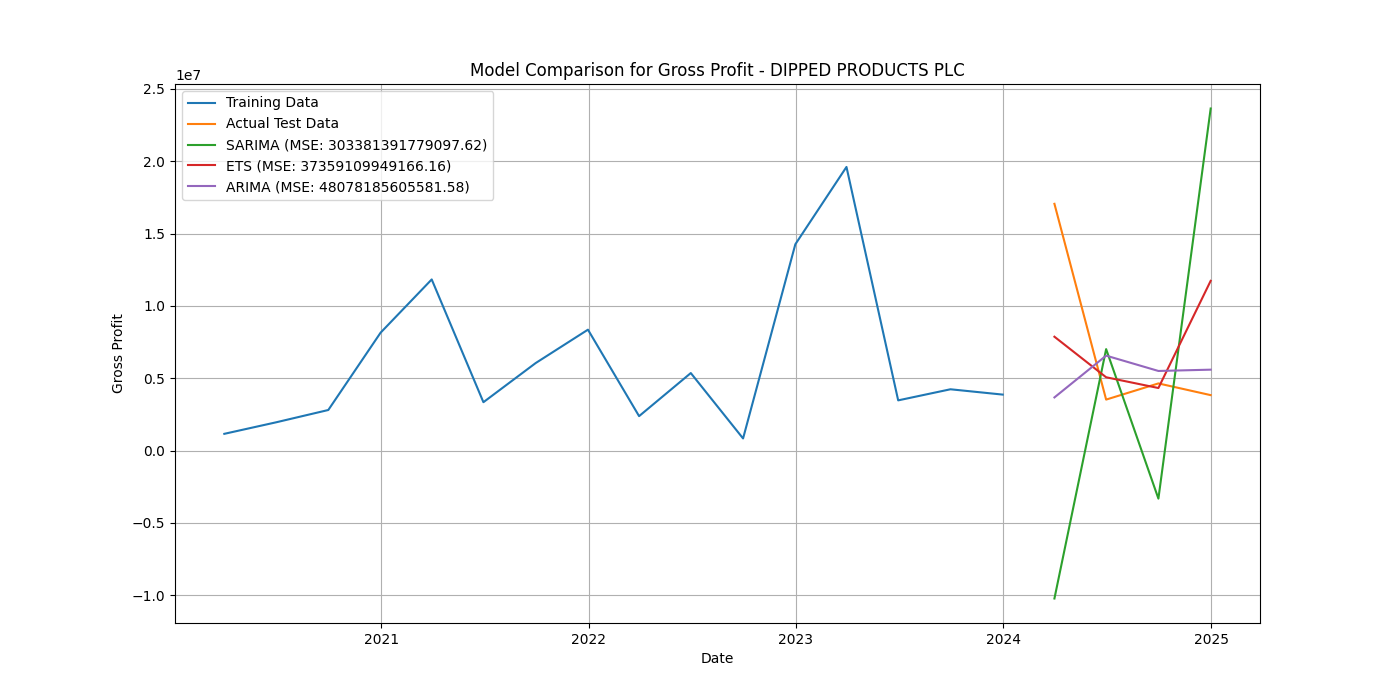 Model Comparison for Gross Profit - DIPPED PRODUCTS PLC
1e7
Training Data
Actual Test Data
SARIMA (MSE: 303381391779097.62)
ETS (MSE: 37359109949166.16)
ARIMA (MSE: 48078185605581.58)
2.5
2.0
1.5
1.0
0.5
0.0
−0.5
−1.0
Gross Profit
2021
2022
2023
2024
2025
Date